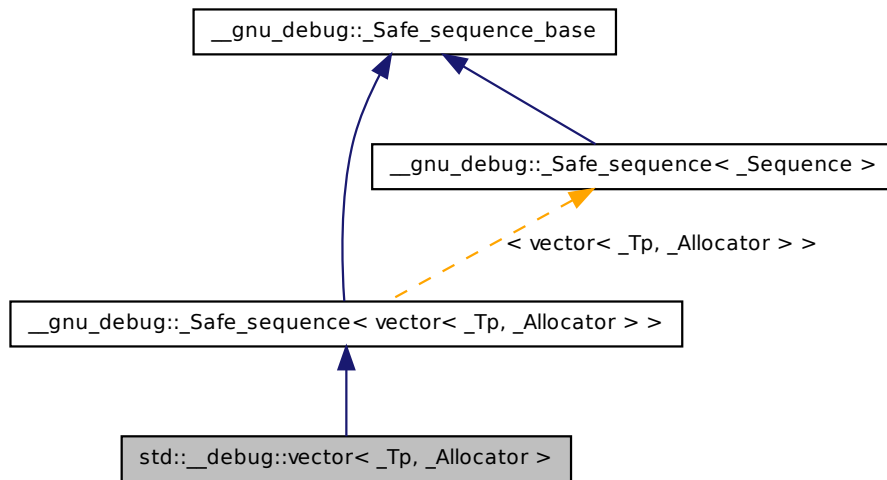 __gnu_debug::_Safe_sequence_base
__gnu_debug::_Safe_sequence< _Sequence >
< vector< _Tp, _Allocator > >
__gnu_debug::_Safe_sequence< vector< _Tp, _Allocator > >
std::__debug::vector< _Tp, _Allocator >